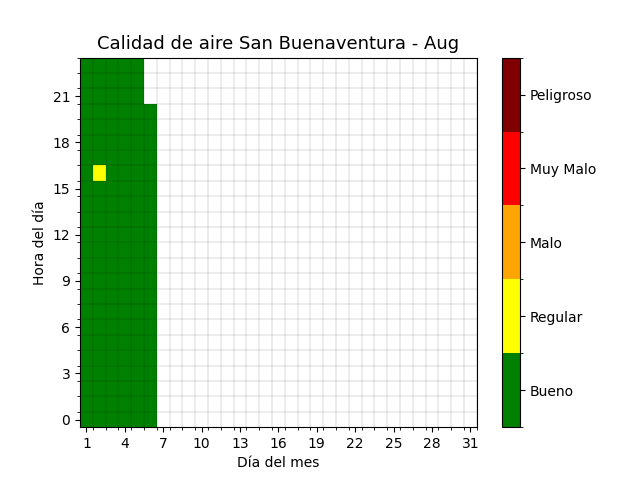 Calidad de aire San Buenaventura - Aug
Hora del día
21
18
15
12
9
6
3
0
1 4 7 10 13 16 19 22 25 28 31
Día del mes
Peligroso
Muy Malo
Malo
Regular
Bueno